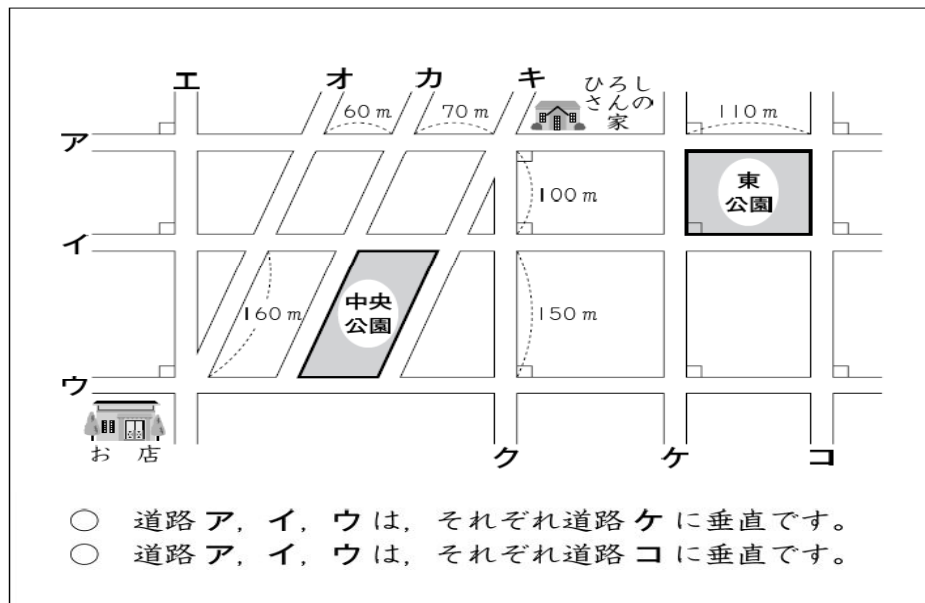 エ オ カ キ
ひろし
さんの
家
60 m 70 m 110 m
ア
東
公園
100 m
イ
中央
公園
160 m 150 m
ウ
お店
ク ケ コ
○ 道路 ア，イ，ウ は，それぞれ道路 ケ に垂直です。
○ 道路 ア，イ，ウ は，それぞれ道路 コ に垂直です。